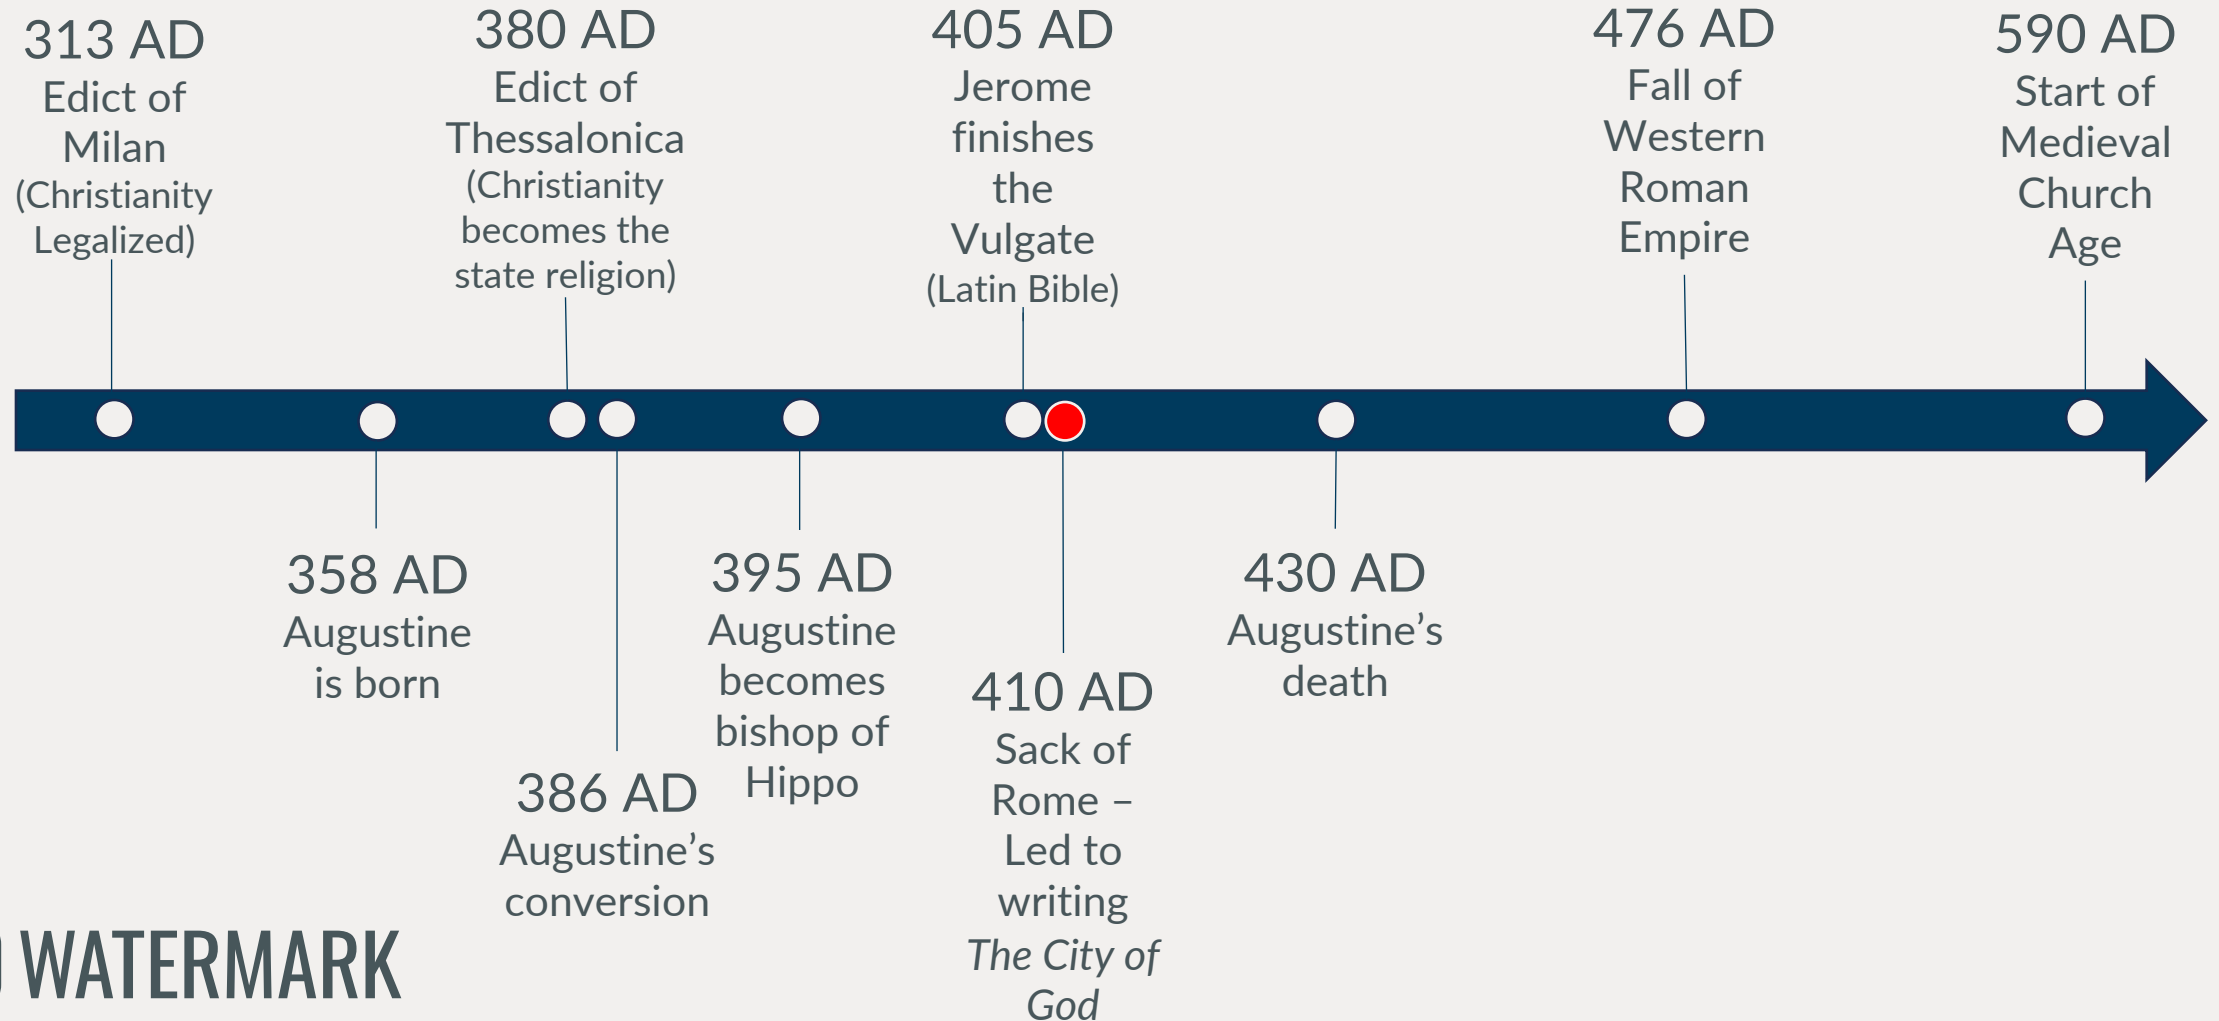 313 AD
Edict of
Milan
(Christianity
Legalized)
380 AD
Edict of
Thessalonica
(Christianity
becomes the
state religion)
405 AD
Jerome
finishes
the
Vulgate
(Latin Bible)
476 AD
Fall of
Western
Roman
Empire
590 AD
Start of
Medieval
Church
Age
358 AD
Augustine
is born
386 AD
Augustine’s
conversion
395 AD
Augustine
becomes
bishop of
Hippo
410 AD
Sack of
Rome –
Led to
writing
The City of
God
430 AD
Augustine’s
death
WATERMARK